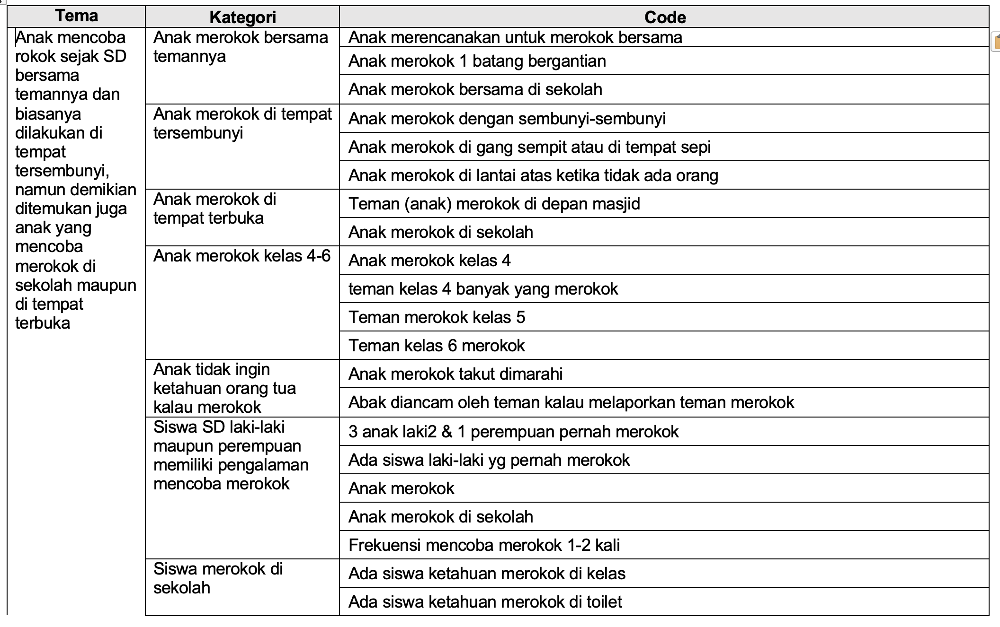 Tema
Kategori
Code
Anak mencoba
rokok sejak SD
bersama
temannya dan
biasanya
dilakukan di
tempat
tersembunyi,
namun demikian
ditemukan juga
anak yang
mencoba
merokok di
sekolah maupun
di tempat
terbuka
Anak merokok bersama
temannya
Anak merencanakan untuk merokok bersama
Anak merokok 1 batang bergantian
Anak merokok bersama di sekolah
Anak merokok di tempat
tersembunyi
Anak merokok dengan sembunyi-sembunyi
Anak merokok di gang sempit atau di tempat sepi
Anak merokok di lantai atas ketika tidak ada orang
Anak merokok di
tempat terbuka
Teman (anak) merokok di depan masjid
Anak merokok di sekolah
Anak merokok kelas 4-6
Anak merokok kelas 4
teman kelas 4 banyak yang merokok
Teman merokok kelas 5
Teman kelas 6 merokok
Anak tidak ingin
ketahuan orang tua
kalau merokok
Anak merokok takut dimarahi
Abak diancam oleh teman kalau melaporkan teman merokok
Siswa SD laki-laki
maupun perempuan
memiliki pengalaman
mencoba merokok
3 anak laki2 & 1 perempuan pernah merokok
Ada siswa laki-laki yg pernah merokok
Anak merokok
Anak merokok di sekolah
Frekuensi mencoba merokok 1-2 kali
Siswa merokok di
sekolah
Ada siswa ketahuan merokok di kelas
Ada siswa ketahuan merokok di toilet